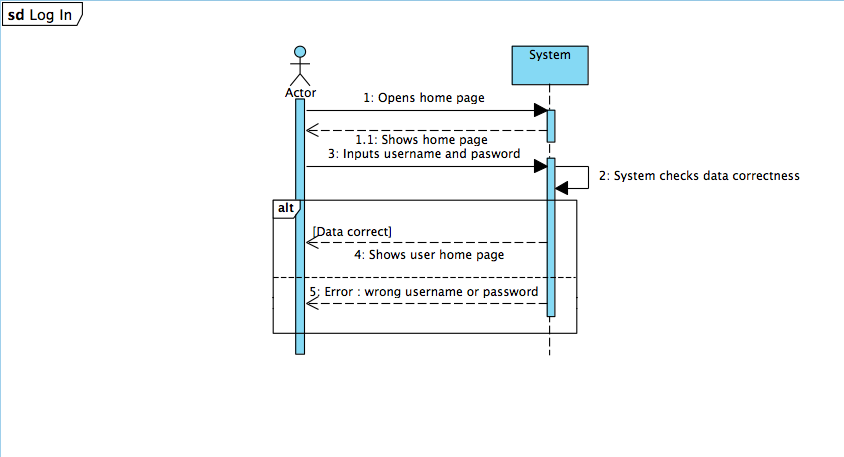 sd Log In
System
Actor
1: Opens home page
1.1: Shows home page
3: Inputs username and pasword
2: System checks data correctness
alt
[Data correct]
4: Shows user home page
5: Error : wrong username or password